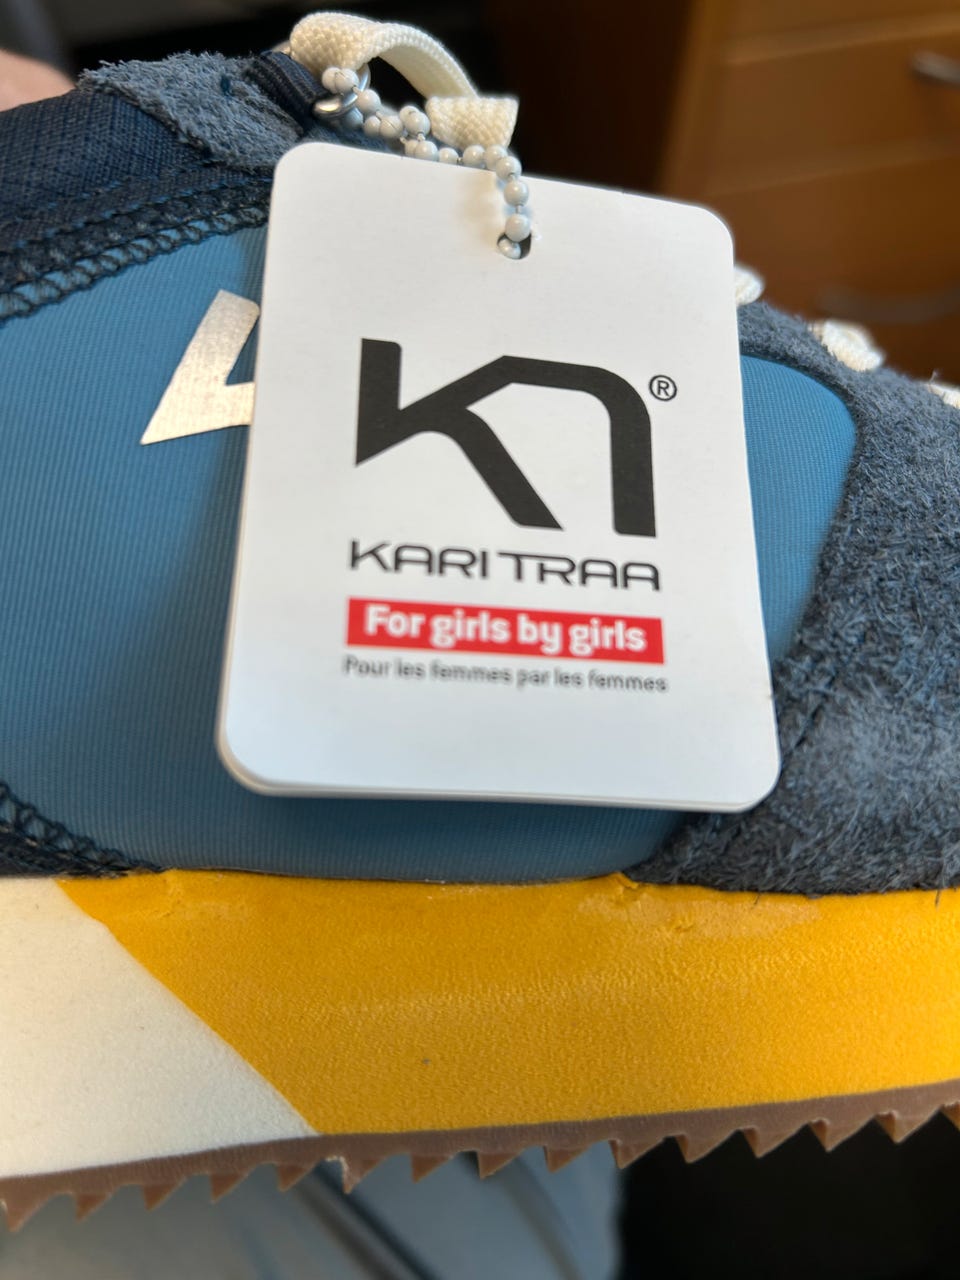 ®
KARI TRAA
For girls by girls
Pour les femmes par les femmes